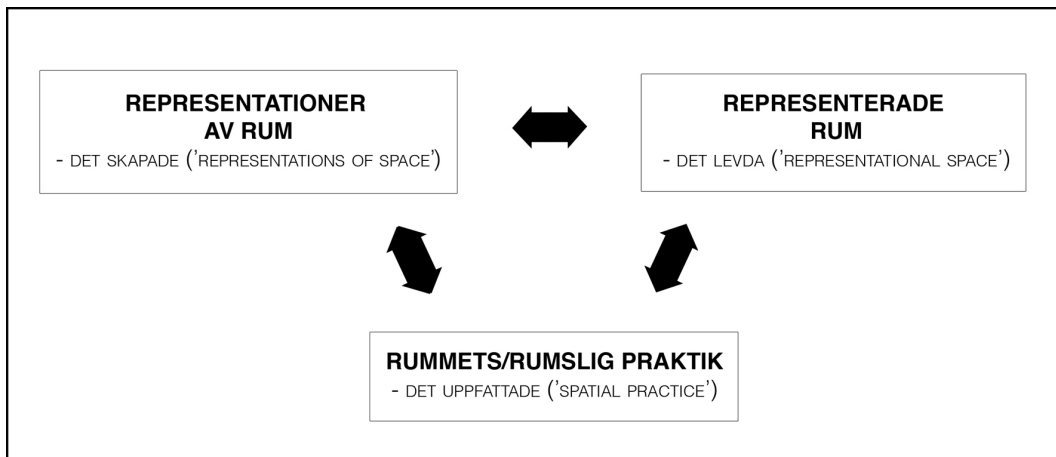 REPRESENTATIONER
AV RUM
- DET SKAPADE ('REPRESENTATIONS OF SPACE')
REPRESENTERADE
RUM
- DET LEVDA ('REPRESENTATIONAL SPACE')
RUMMETS/RUMSLIG PRAKTIK
- DET UPPFATTADE ('SPATIAL PRACTICE')